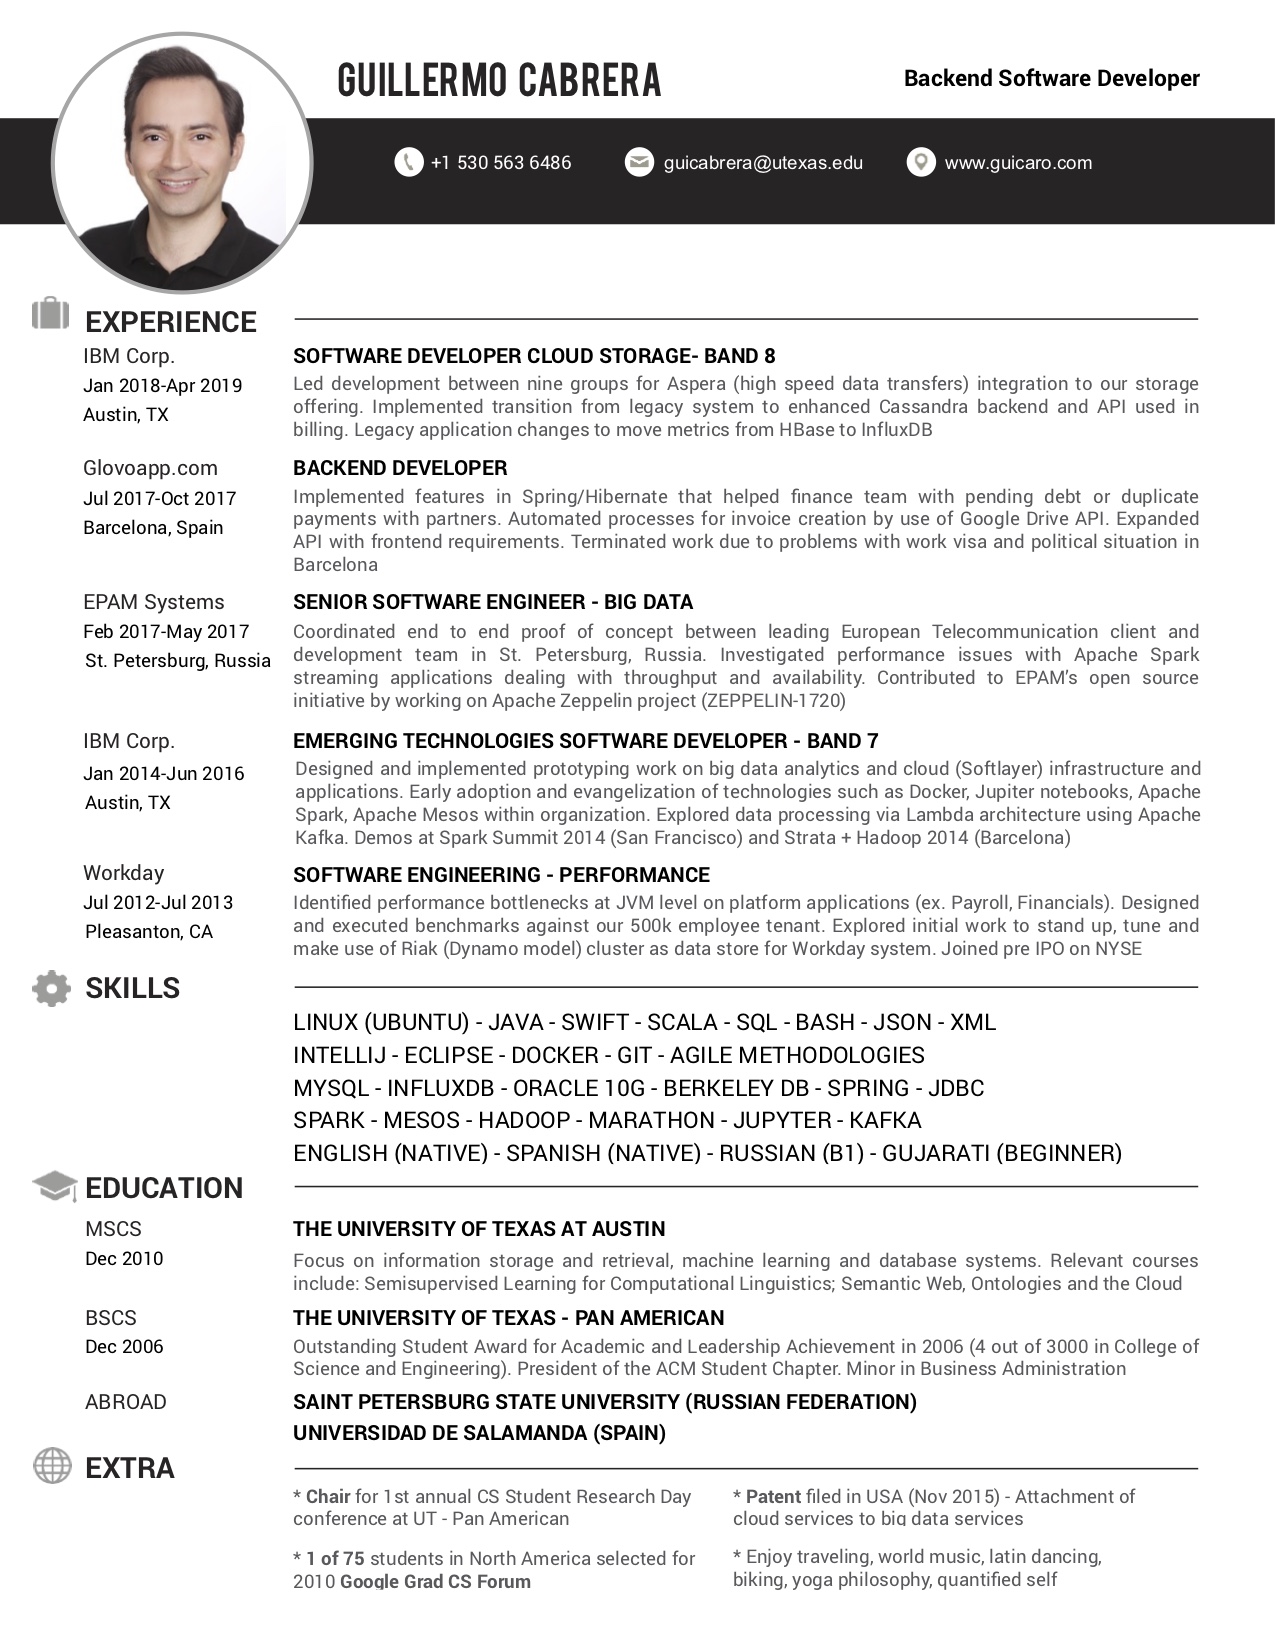 GUILLERMO CABRERA
Backend Software Developer
+1 530 563 6486
guicabrera@utexas.edu
www.guicaro.com
EXPERIENCE
IBM Corp.
Jan 2018-Apr 2019
Austin, TX
SOFTWARE DEVELOPER CLOUD STORAGE- BAND 8
Led development between nine groups for Aspera (high speed data transfers) integration to our storage
offering. Implemented transition from legacy system to enhanced Cassandra backend and API used in
billing. Legacy application changes to move metrics from HBase to InfluxDB
Glovoapp.com
Jul 2017-Oct 2017
Barcelona, Spain
BACKEND DEVELOPER
Implemented features in Spring/Hibernate that helped finance team with pending debt or duplicate
payments with partners. Automated processes for invoice creation by use of Google Drive API. Expanded
API with frontend requirements. Terminated work due to problems with work visa and political situation in
Barcelona
EPAM Systems
Feb 2017-May 2017
St. Petersburg, Russia
SENIOR SOFTWARE ENGINEER - BIG DATA
Coordinated end to end proof of concept between leading European Telecommunication client and
development team in St. Petersburg, Russia. Investigated performance issues with Apache Spark
streaming applications dealing with throughput and availability. Contributed to EPAM's open source
initiative by working on Apache Zeppelin project (ZEPPELIN-1720)
IBM Corp.
Jan 2014-Jun 2016
Austin, TX
EMERGING TECHNOLOGIES SOFTWARE DEVELOPER - BAND 7
Designed and implemented prototyping work on big data analytics and cloud (Softlayer) infrastructure and
applications. Early adoption and evangelization of technologies such as Docker, Jupiter notebooks, Apache
Spark, Apache Mesos within organization. Explored data processing via Lambda architecture using Apache
Kafka. Demos at Spark Summit 2014 (San Francisco) and Strata + Hadoop 2014 (Barcelona)
Workday
Jul 2012-Jul 2013
Pleasanton, CA
SOFTWARE ENGINEERING - PERFORMANCE
Identified performance bottlenecks at JVM level on platform applications (ex. Payroll, Financials). Designed
and executed benchmarks against our 500k employee tenant. Explored initial work to stand up, tune and
make use of Riak (Dynamo model) cluster as data store for Workday system. Joined pre IPO on NYSE
SKILLS
LINUX (UBUNTU) - JAVA - SWIFT - SCALA - SQL - BASH - JSON - XML
INTELLIJ - ECLIPSE - DOCKER - GIT - AGILE METHODOLOGIES
MYSQL - INFLUXDB - ORACLE 10G - BERKELEY DB - SPRING - JDBC
SPARK - MESOS - HADOOP - MARATHON - JUPYTER - KAFKA
ENGLISH (NATIVE) - SPANISH (NATIVE) - RUSSIAN (B1) - GUJARATI (BEGINNER)
EDUCATION
MSCS
Dec 2010
THE UNIVERSITY OF TEXAS AT AUSTIN
Focus on information storage and retrieval, machine learning and database systems. Relevant courses
include: Semisupervised Learning for Computational Linguistics; Semantic Web, Ontologies and the Cloud
BSCS
Dec 2006
THE UNIVERSITY OF TEXAS - PAN AMERICAN
Outstanding Student Award for Academic and Leadership Achievement in 2006 (4 out of 3000 in College of
Science and Engineering). President of the ACM Student Chapter. Minor in Business Administration
ABROAD
SAINT PETERSBURG STATE UNIVERSITY (RUSSIAN FEDERATION)
UNIVERSIDAD DE SALAMANDA (SPAIN)
EXTRA
* Chair for 1st annual CS Student Research Day
conference at UT - Pan American
* 1 of 75 students in North America selected for
2010 Google Grad CS Forum
* Patent filed in USA (Nov 2015) - Attachment of
cloud services to big data services
* Enjoy traveling, world music, latin dancing,
biking, yoga philosophy, quantified self